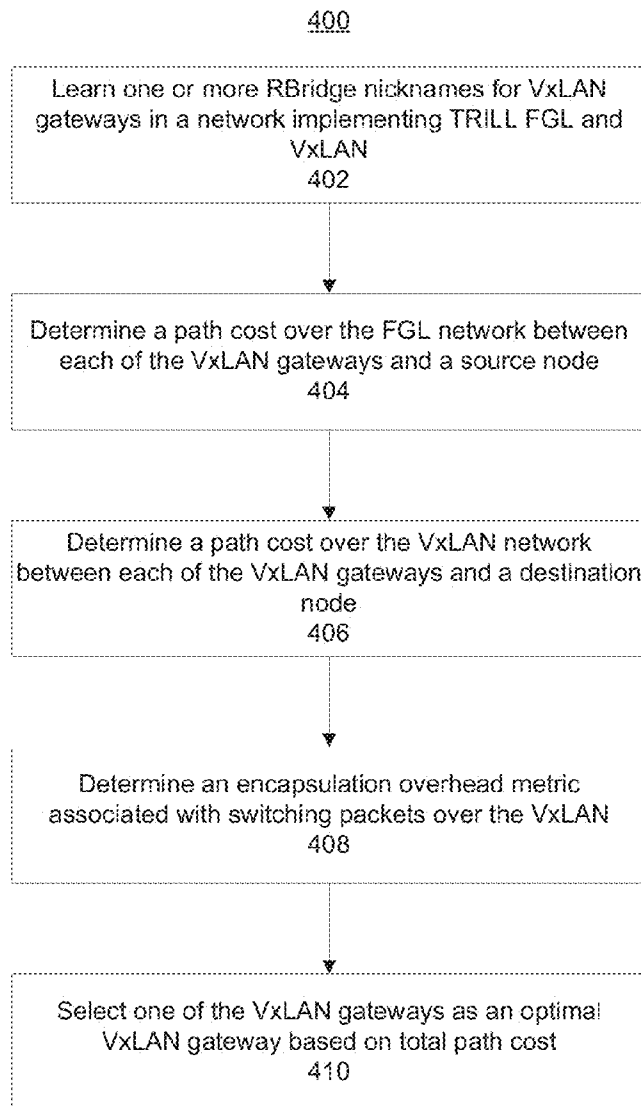 400
Learn one or more RBridge nicknames for VxLAN
gateways in a network implementing TRILL FGL and
VxLAN
402
Determine a path cost over the FGL network between
each of the VxLAN gateways and a source node
404
Determine a path cost over the VxLAN network
between each of the VxLAN gateways and a destination
node
406
Determine an encapsulation overhead metric
associated with switching packets over the VxLAN
408
Select one of the VxLAN gateways as an optimal
VxLAN gateway based on total path cost
410